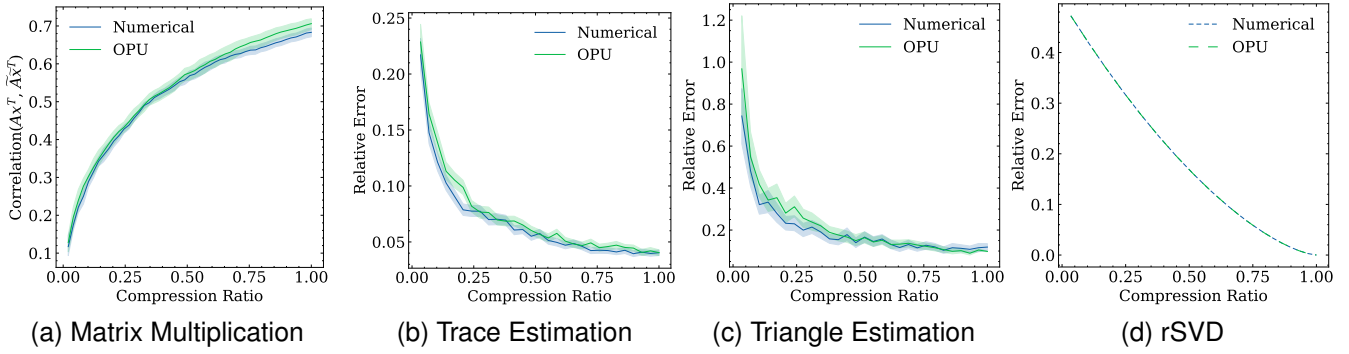 Correlation(Ax^T, Ãx̃^T)
0.7
0.6
0.5
0.4
0.3
0.2
0.1
Numerical
OPU
0.00 0.25 0.50 0.75 1.00
Compression Ratio
(a) Matrix Multiplication
Relative Error
0.25
0.20
0.15
0.10
0.05
Numerical
OPU
0.00 0.25 0.50 0.75 1.00
Compression Ratio
(b) Trace Estimation
Relative Error
1.2
1.0
0.8
0.6
0.4
0.2
Numerical
OPU
0.00 0.25 0.50 0.75 1.00
Compression Ratio
(c) Triangle Estimation
Relative Error
0.4
0.3
0.2
0.1
0.0
Numerical
OPU
0.00 0.25 0.50 0.75 1.00
Compression Ratio
(d) rSVD